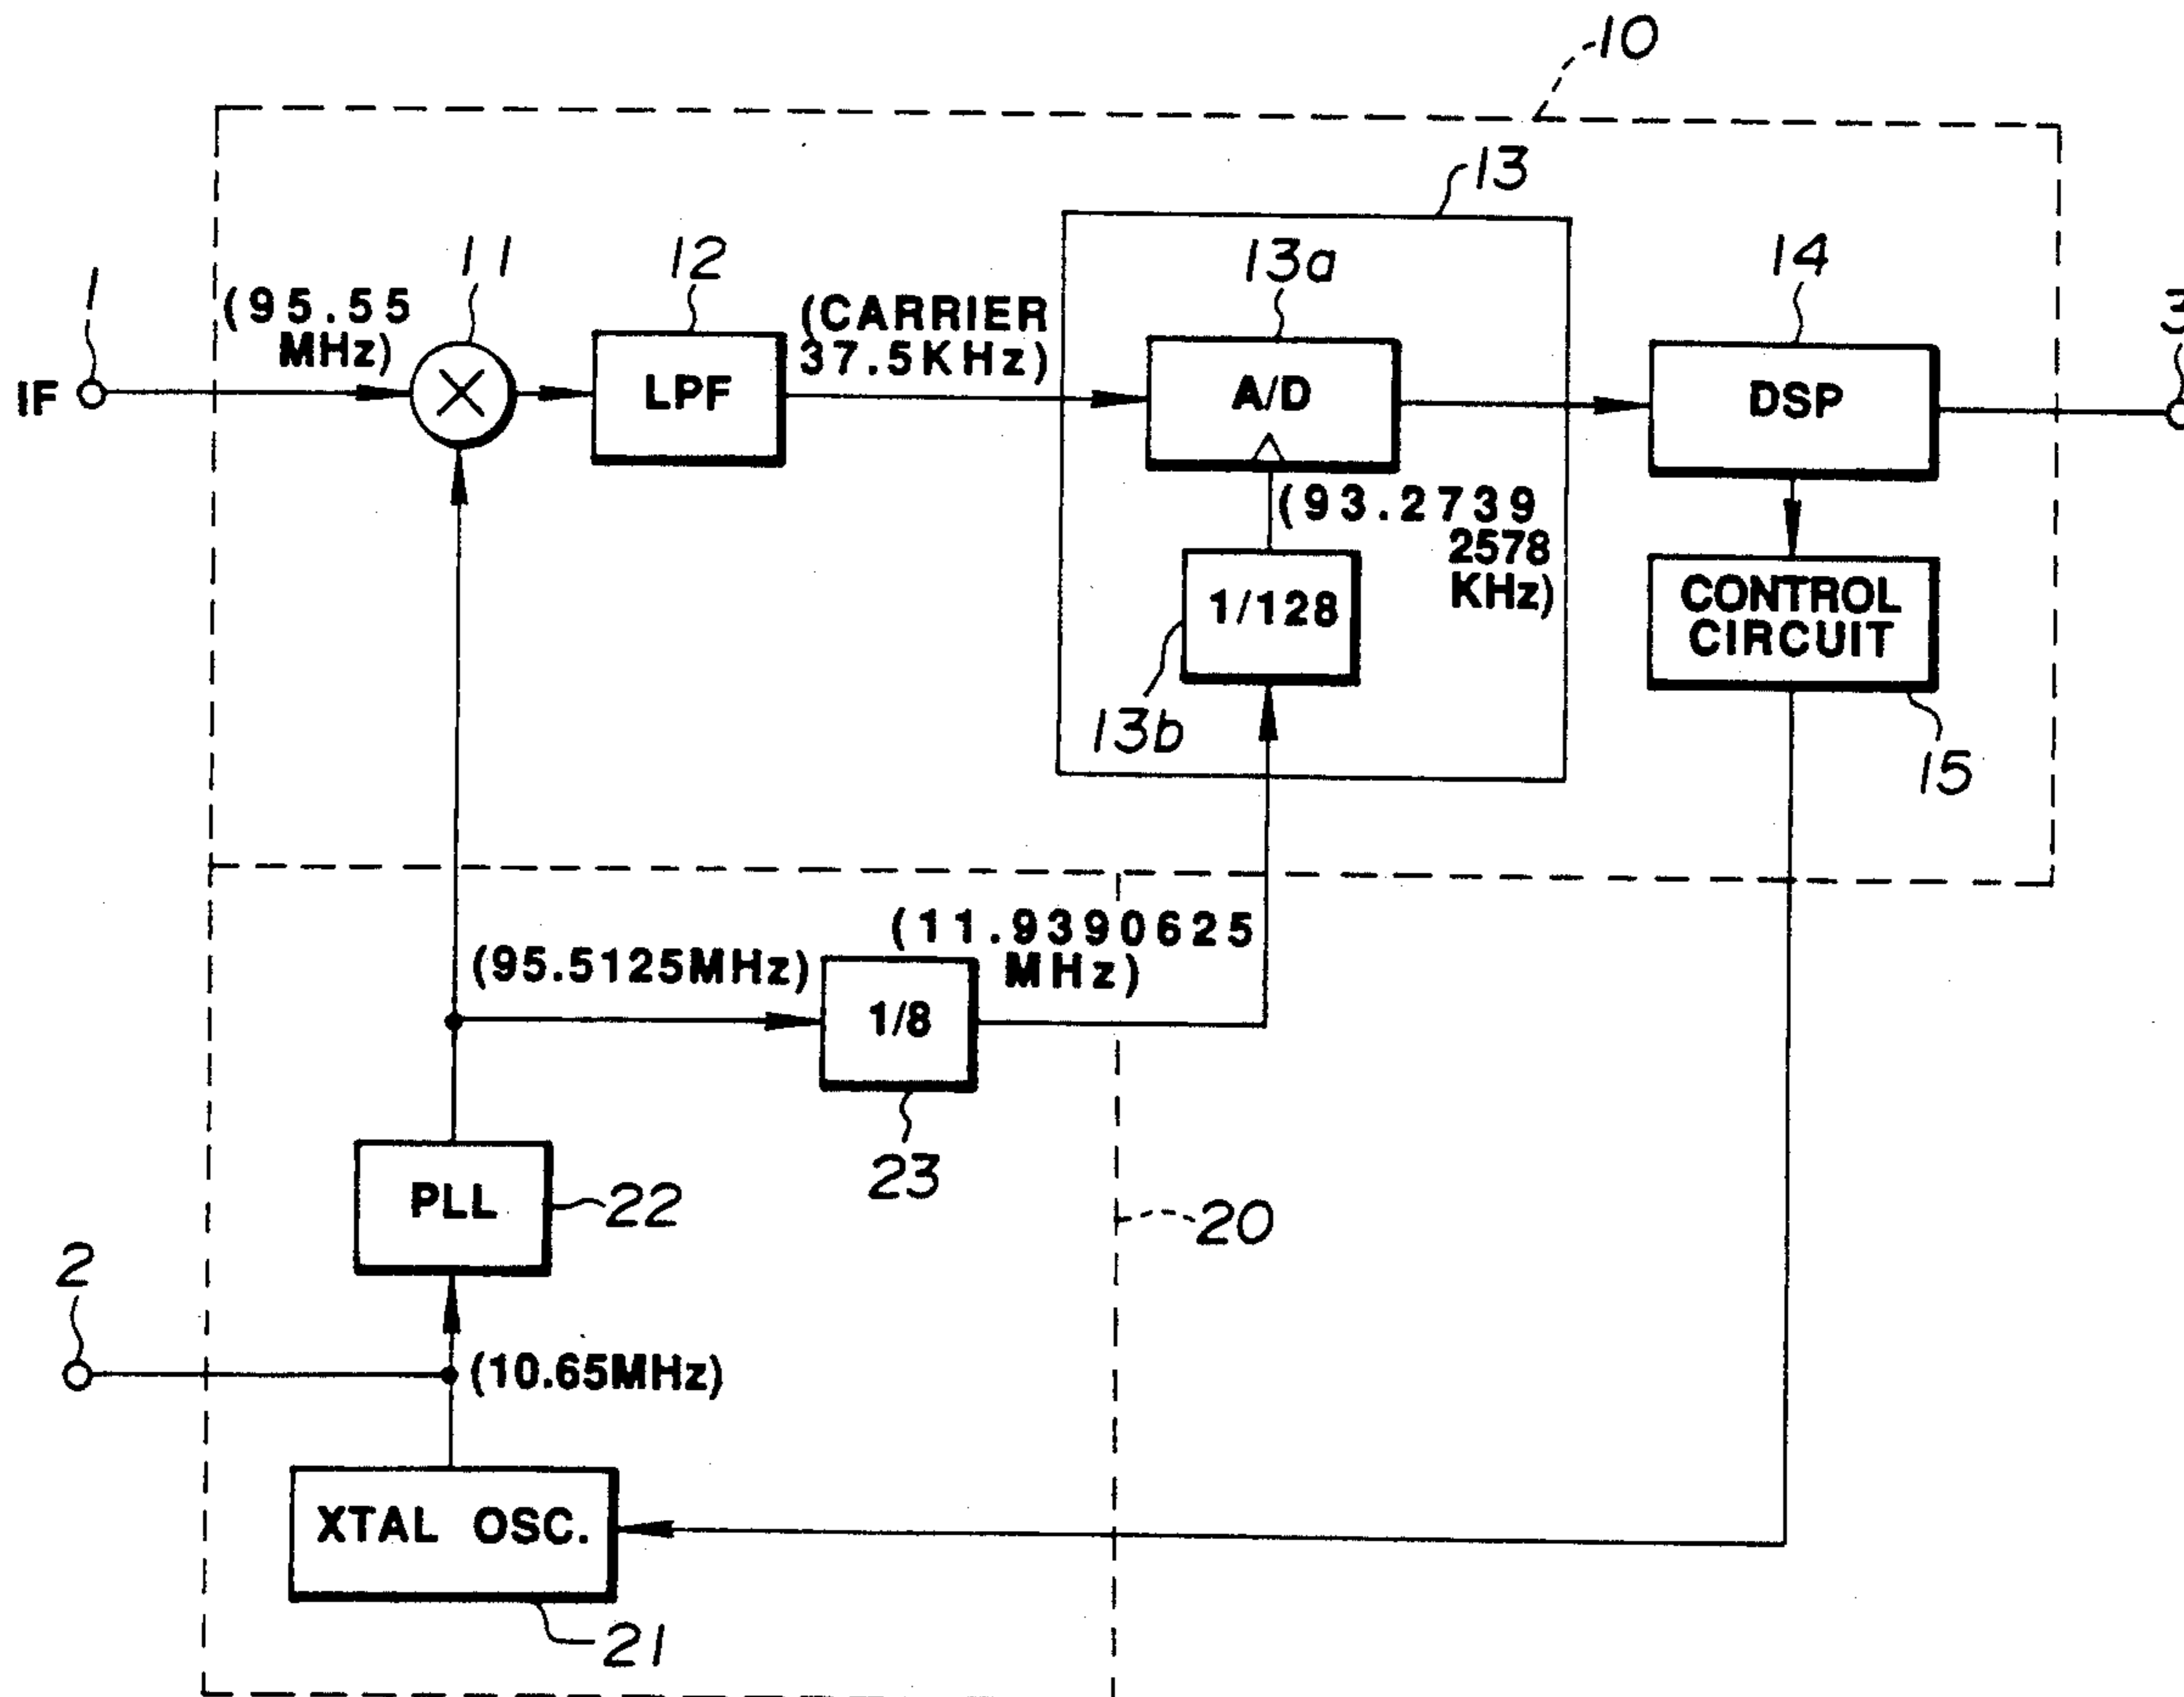 10
13
11
12
13a
14
1
3
(95.55
MHz)
(CARRIER
37.5KHz)
IF
LPF
A/D
DSP
(93.2739
2578
KHz)
1/128
CONTROL
CIRCUIT
13b
15
(11.9390625
MHz)
(95.5125MHz)
1/8
23
PLL
22
20
2
(10.65MHz)
XTAL OSC.
21